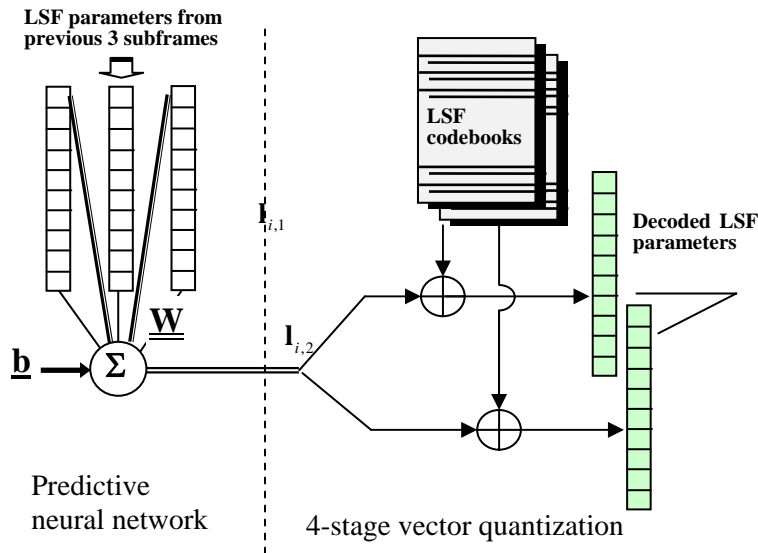 LSF parameters from
previous 3 subframes
LSF
codebooks
l i,1
Decoded LSF
parameters
W
l i,2
b
Σ
Predictive
neural network
4-stage vector quantization